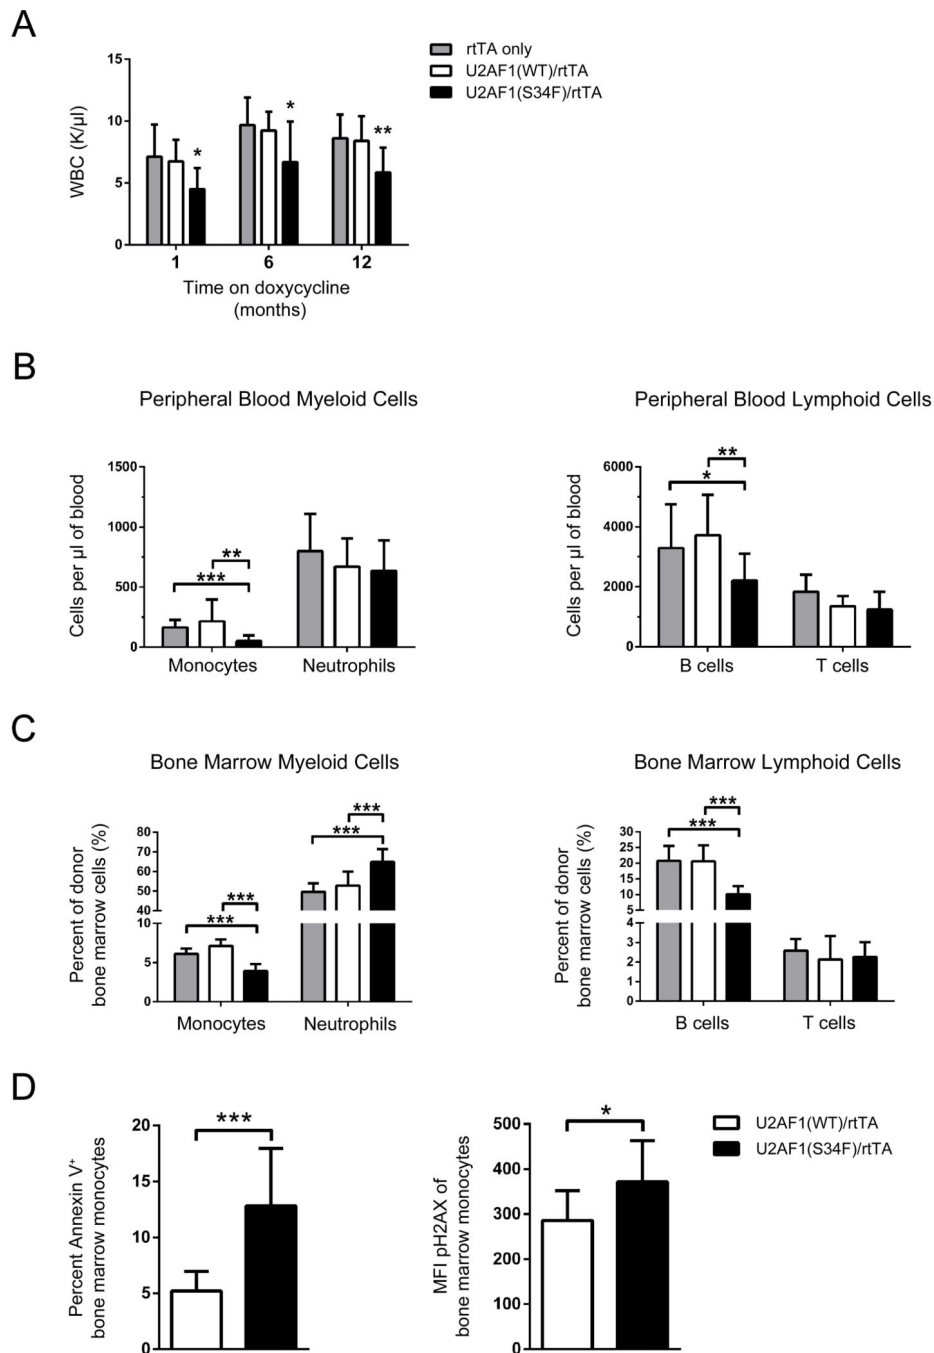 A
WBC (K/µl)
15
10
5
0
*
*
**
1 6 12
Time on doxycycline
(months)
rtTA only
U2AF1(WT)/rtTA
U2AF1(S34F)/rtTA
B
Peripheral Blood Myeloid Cells
Cells per µl of blood
1500
1000
500
0
**
***
Monocytes Neutrophils
Peripheral Blood Lymphoid Cells
Cells per µl of blood
6000
4000
2000
0
**
*
B cells T cells
C
Bone Marrow Myeloid Cells
Percent of donor
bone marrow cells (%)
80
70
60
50
40
10
5
0
***
***
***
***
Monocytes Neutrophils
Bone Marrow Lymphoid Cells
Percent of donor
bone marrow cells (%)
30
25
20
15
10
5
4
3
2
1
0
***
***
B cells T cells
D
Percent Annexin V⁺
bone marrow monocytes
20
15
10
5
0
***
MFI pH2AX of
bone marrow monocytes
500
400
300
200
100
0
*
U2AF1(WT)/rtTA
U2AF1(S34F)/rtTA